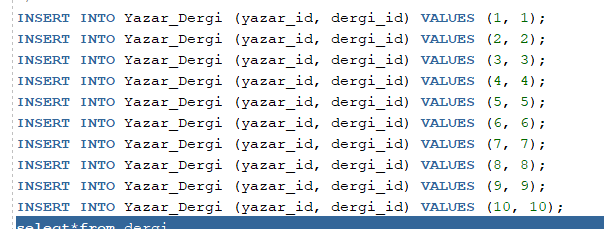 INSERT INTO Yazar_Dergi (yazar_id, dergi_id) VALUES (1, 1);
INSERT INTO Yazar_Dergi (yazar_id, dergi_id) VALUES (2, 2);
INSERT INTO Yazar_Dergi (yazar_id, dergi_id) VALUES (3, 3);
INSERT INTO Yazar_Dergi (yazar_id, dergi_id) VALUES (4, 4);
INSERT INTO Yazar_Dergi (yazar_id, dergi_id) VALUES (5, 5);
INSERT INTO Yazar_Dergi (yazar_id, dergi_id) VALUES (6, 6);
INSERT INTO Yazar_Dergi (yazar_id, dergi_id) VALUES (7, 7);
INSERT INTO Yazar_Dergi (yazar_id, dergi_id) VALUES (8, 8);
INSERT INTO Yazar_Dergi (yazar_id, dergi_id) VALUES (9, 9);
INSERT INTO Yazar_Dergi (yazar_id, dergi_id) VALUES (10, 10);
select*from dergi